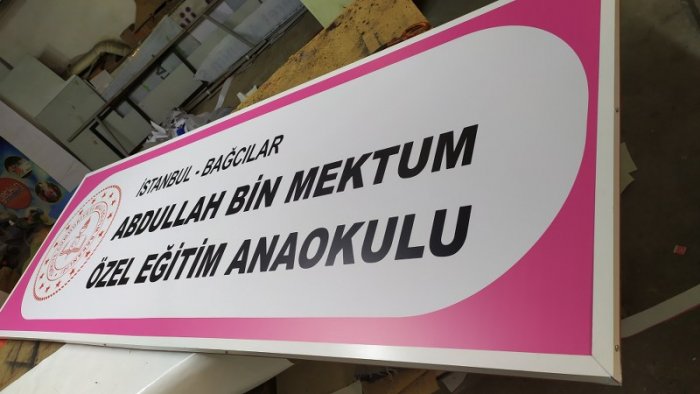 İSTANBUL - BAĞCILAR
ABDULLAH BİN MEKTUM
ÖZEL EĞİTİM ANAOKULU